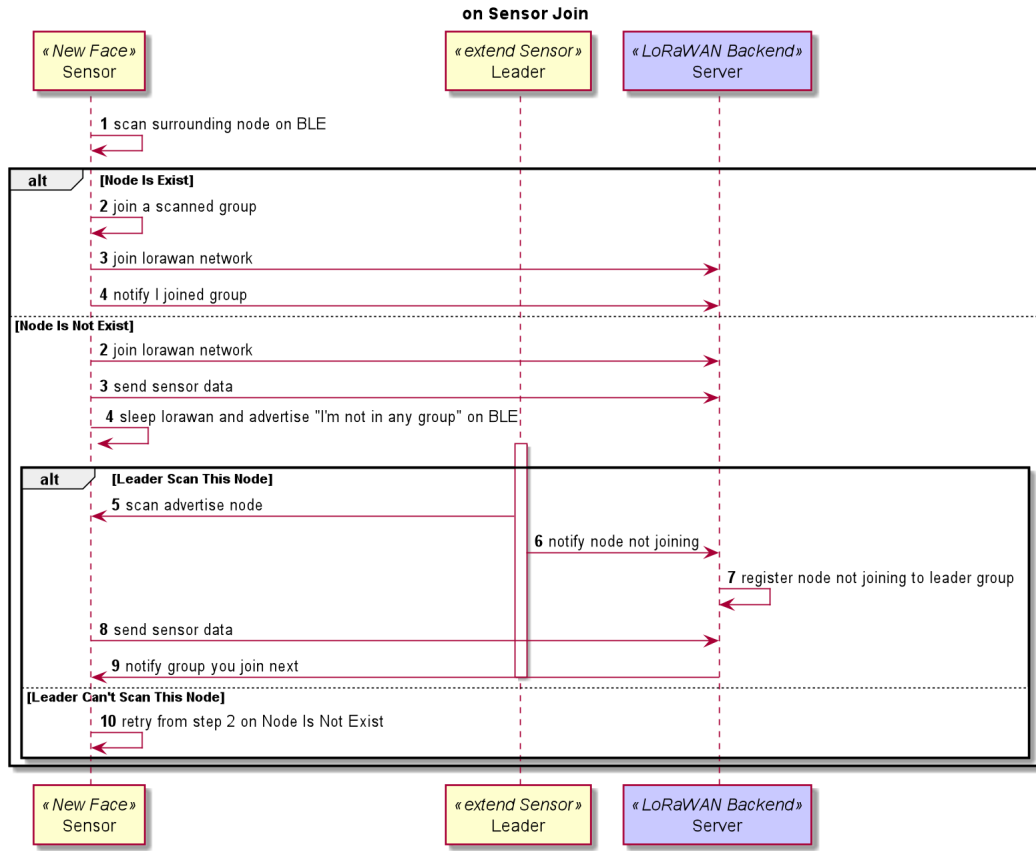 on Sensor Join
«New Face»
Sensor
«extend Sensor»
Leader
«LoRaWAN Backend»
Server
1 scan surrounding node on BLE
alt [Node Is Exist]
2 join a scanned group
3 join lorawan network
4 notify I joined group
[Node Is Not Exist]
2 join lorawan network
3 send sensor data
4 sleep lorawan and advertise "I'm not in any group" on BLE
alt [Leader Scan This Node]
5 scan advertise node
6 notify node not joining
7 register node not joining to leader group
8 send sensor data
9 notify group you join next
[Leader Can't Scan This Node]
10 retry from step 2 on Node Is Not Exist
«New Face»
Sensor
«extend Sensor»
Leader
«LoRaWAN Backend»
Server